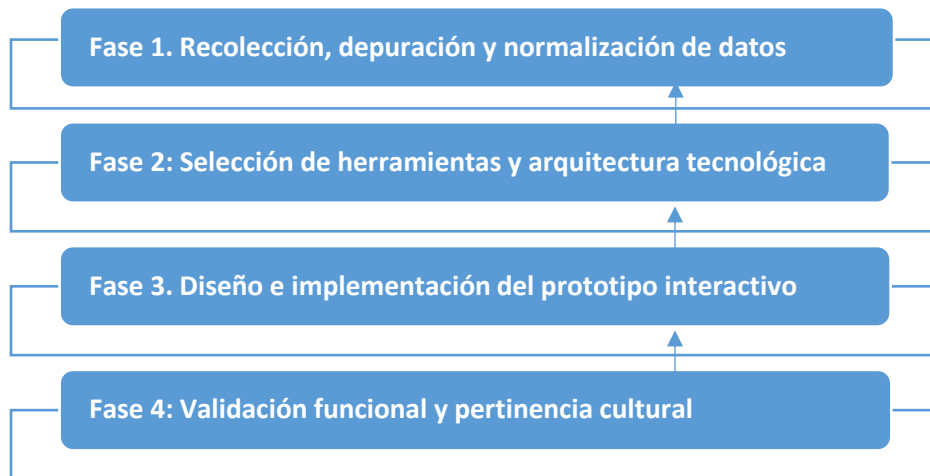 Fase 1. Recolección, depuración y normalización de datos
Fase 2: Selección de herramientas y arquitectura tecnológica
Fase 3. Diseño e implementación del prototipo interactivo
Fase 4: Validación funcional y pertinencia cultural